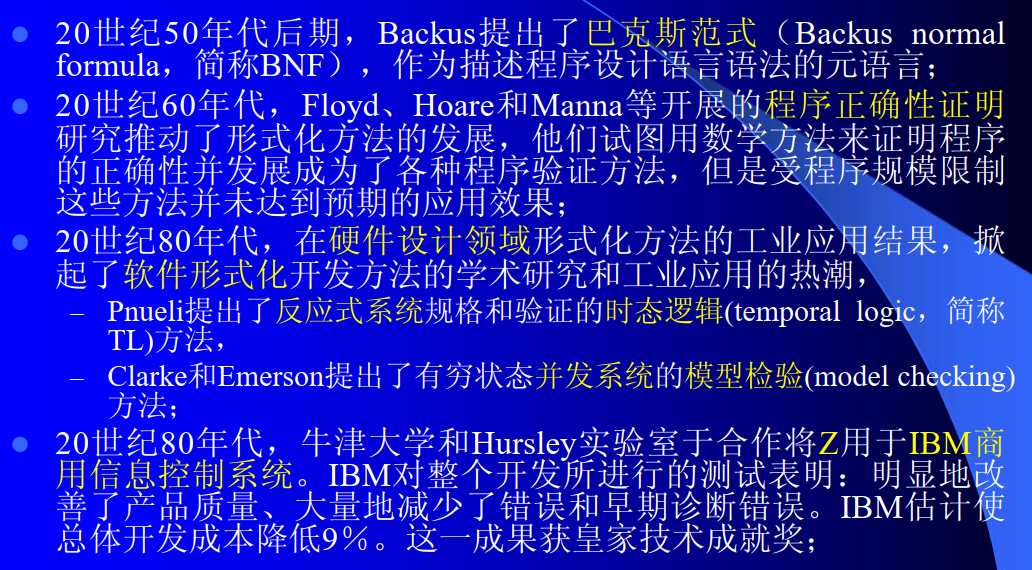 20世纪50年代后期，Backus提出了巴克斯范式（Backus normal
formula，简称BNF），作为描述程序设计语言语法的元语言；
20世纪60年代，Floyd、Hoare和Manna等开展的程序正确性证明
研究推动了形式化方法的发展，他们试图用数学方法来证明程序
的正确性并发展成为了各种程序验证方法，但是受程序规模限制
这些方法并未达到预期的应用效果；
20世纪80年代，在硬件设计领域形式化方法的工业应用结果，掀
起了软件形式化开发方法的学术研究和工业应用的热潮，
– Pnueli提出了反应式系统规格和验证的时态逻辑(temporal logic，简称
TL)方法，
– Clarke和Emerson提出了有穷状态并发系统的模型检验(model checking)
方法；
20世纪80年代，牛津大学和Hursley实验室于合作将Z用于IBM商
用信息控制系统。IBM对整个开发所进行的测试表明：明显地改
善了产品质量、大量地减少了错误和早期诊断错误。IBM估计使
总体开发成本降低9％。这一成果获皇家技术成就奖；